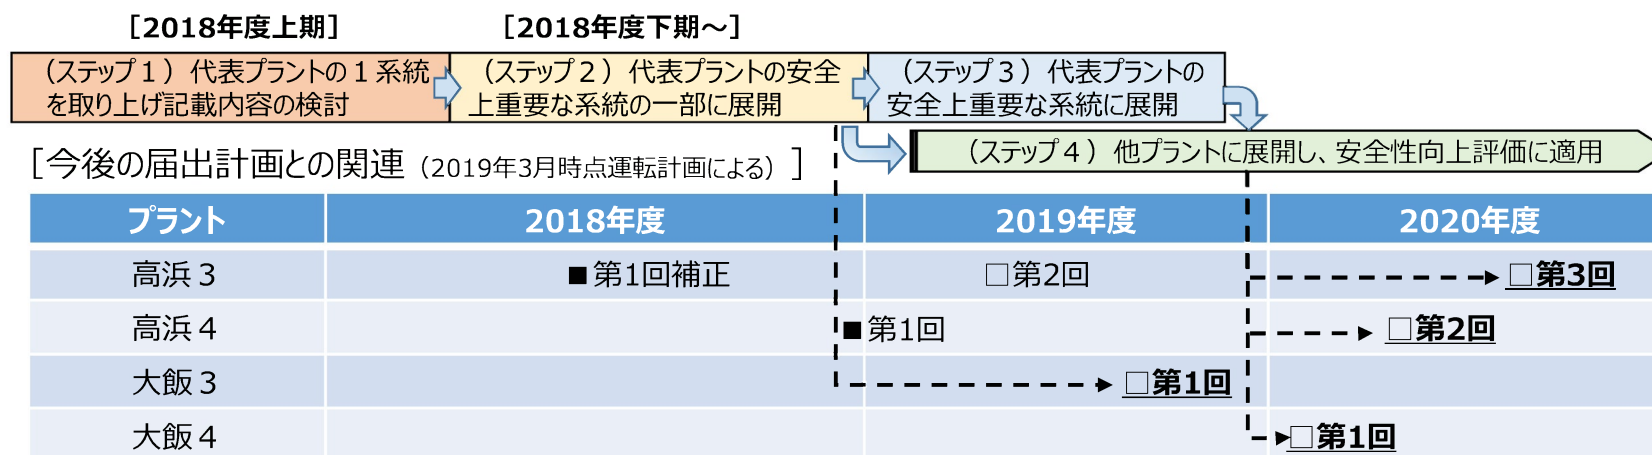 ［2018年度上期］
［2018年度下期～］
（ステップ１）代表プラントの１系統
を取り上げ記載内容の検討
（ステップ２）代表プラントの安全
上重要な系統の一部に展開
（ステップ３）代表プラントの
安全上重要な系統に展開
（ステップ４）他プラントに展開し、安全性向上評価に適用
［今後の届出計画との関連（2019年3月時点運転計画による）］
プラント 2018年度 2019年度 2020年度
高浜３ ■第1回補正 □第2回 □第3回
高浜４ ■第1回 □第2回
大飯３ □第1回
大飯４ □第1回